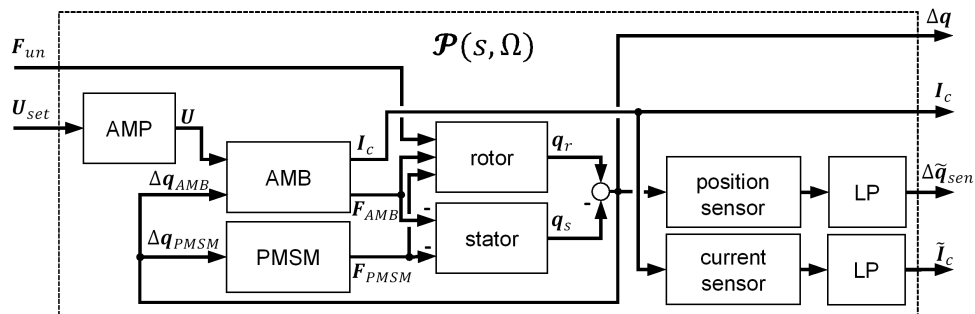 Δq
F_un
𝓟(s, Ω)
U_set
I_c
AMP
U
I_c
q_r
rotor
AMB
Δq_AMB
F_AMB
position
sensor
LP
Δq̃_sen
-
-
q_s
stator
Δq_PMSM
PMSM
-
F_PMSM
current
sensor
LP
Ĩ_c